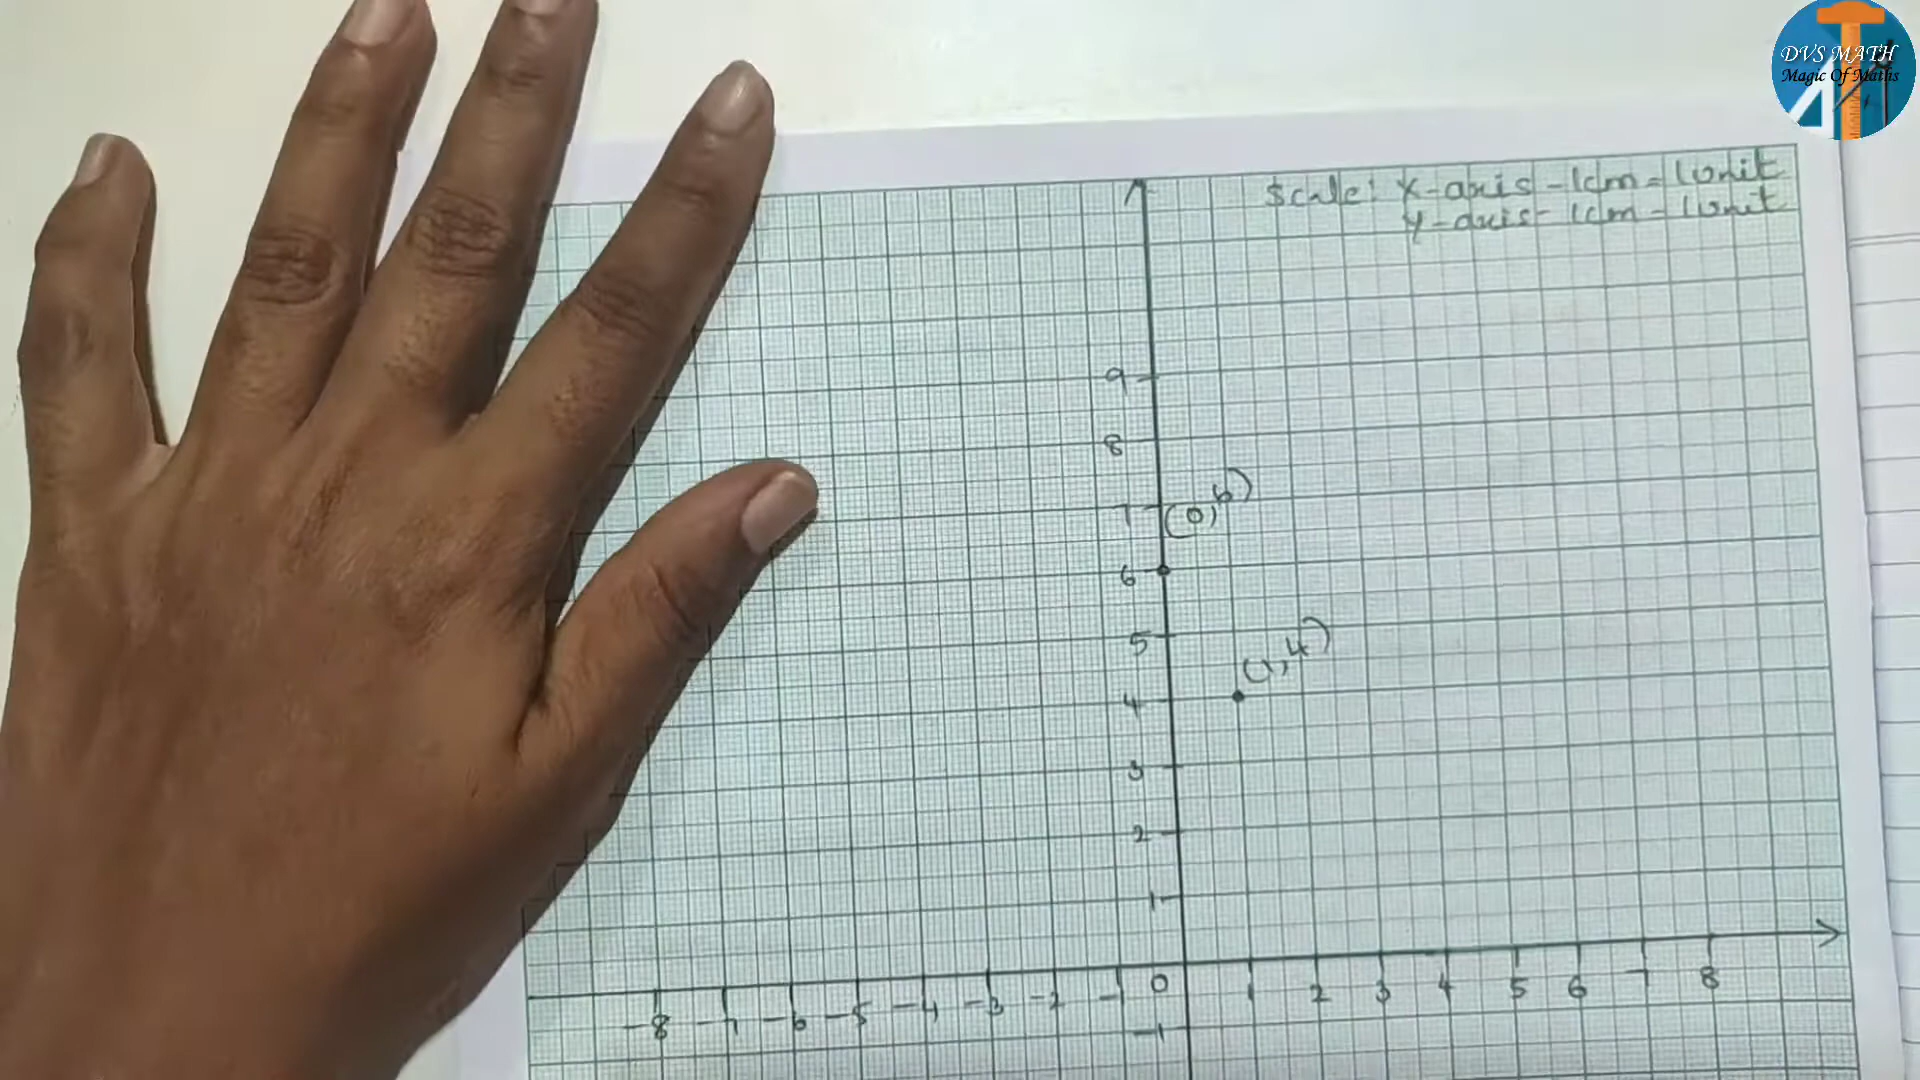 DVS MATH
Magic Of Maths
Scale: X-axis - 1cm = 1unit
Y-axis - 1cm = 1unit
9
8
7
(0,6)
6
5
(1,4)
4
3
2
1
-8 -7 -6 -5 -4 -3 -2 -1 0 1 2 3 4 5 6 7 8
-1